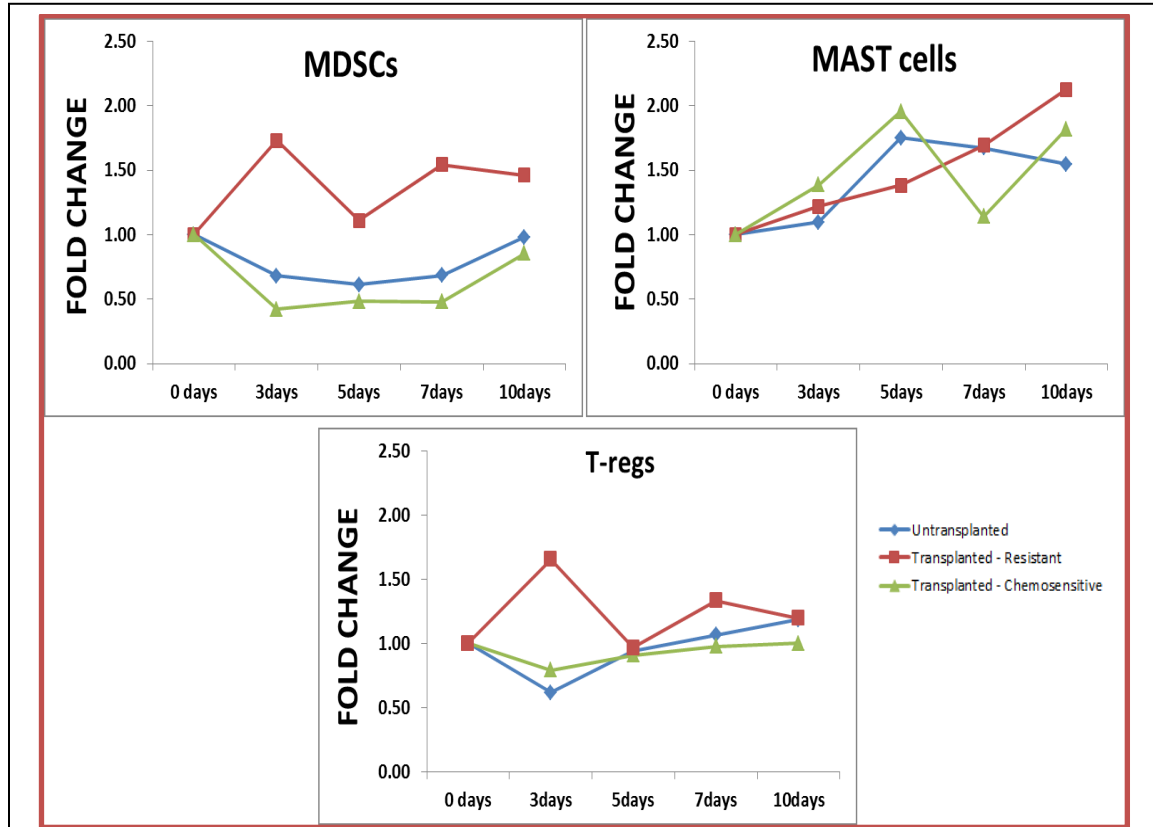 MDSCs
FOLD CHANGE
2.50
2.00
1.50
1.00
0.50
0.00
0 days 3days 5days 7days 10days
MAST cells
FOLD CHANGE
2.50
2.00
1.50
1.00
0.50
0.00
0 days 3days 5days 7days 10days
T-regs
FOLD CHANGE
2.50
2.00
1.50
1.00
0.50
0.00
0 days 3days 5days 7days 10days
Untransplanted
Transplanted - Resistant
Transplanted - Chemosensitive